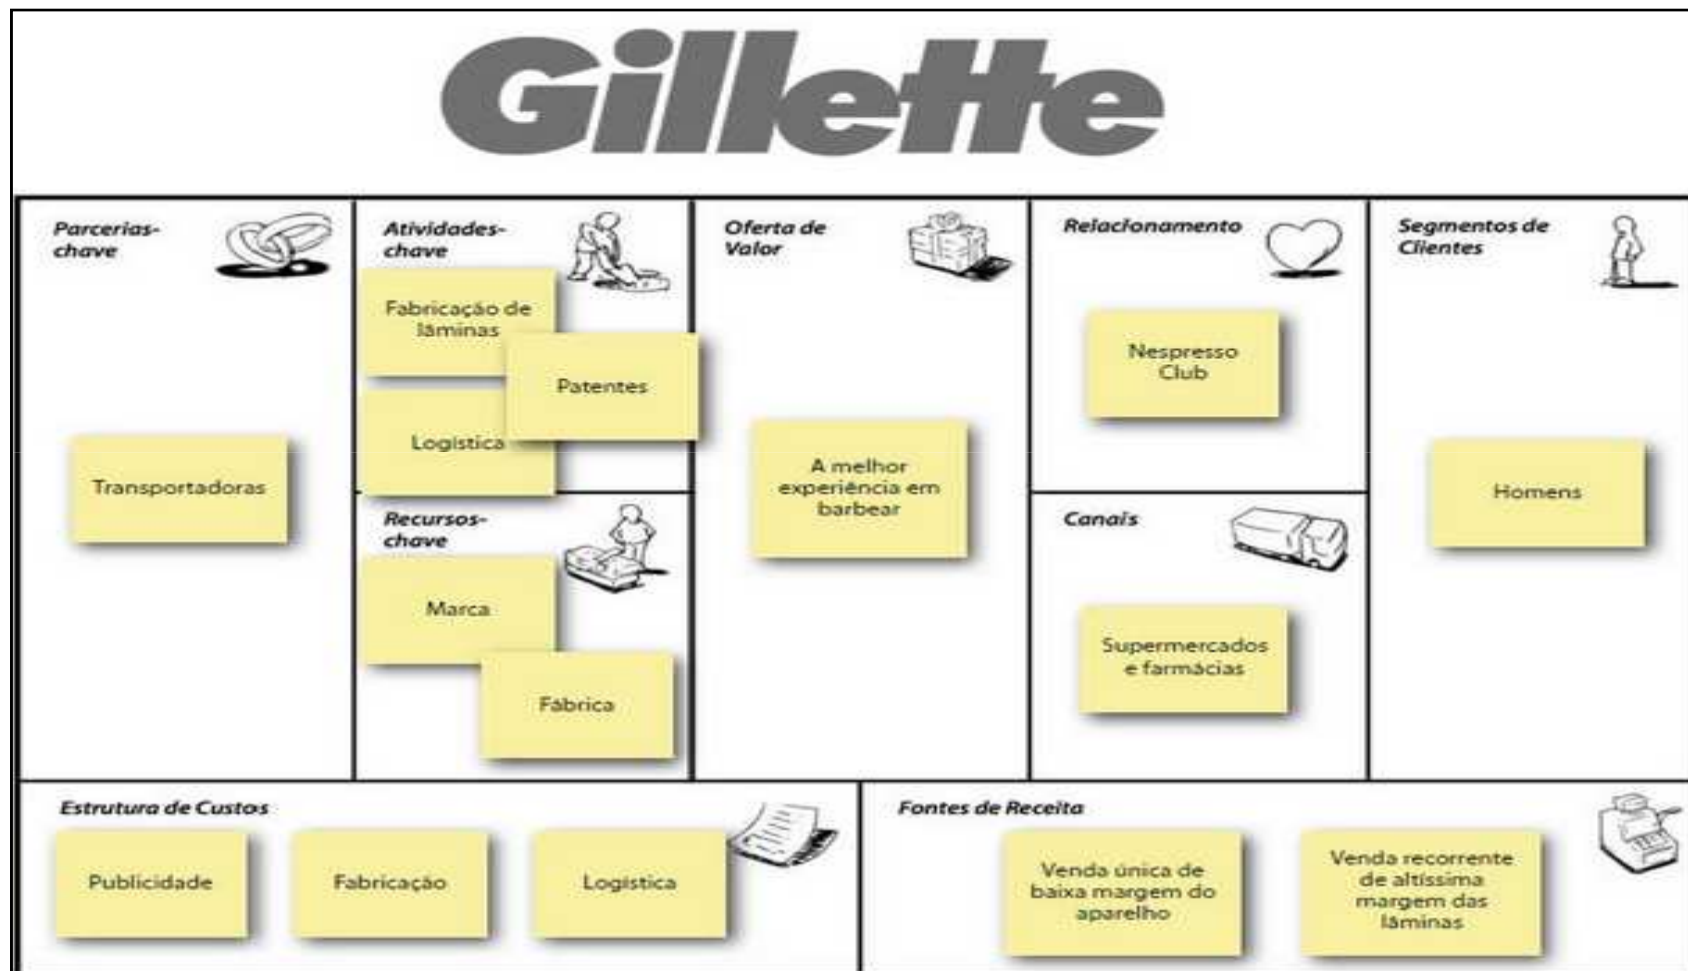 Gillette
Parcerias-
chave
Transportadoras
Atividades-
chave
Fabricação de
lâminas
Patentes
Logística
Recursos-
chave
Marca
Fábrica
Oferta de
Valor
A melhor
experiência em
barbear
Relacionamento
Nespresso
Club
Canais
Supermercados
e farmácias
Segmentos de
Clientes
Homens
Estrutura de Custos
Publicidade
Fabricação
Logística
Fontes de Receita
Venda única de
baixa margem do
aparelho
Venda recorrente
de altíssima
margem das
lâminas